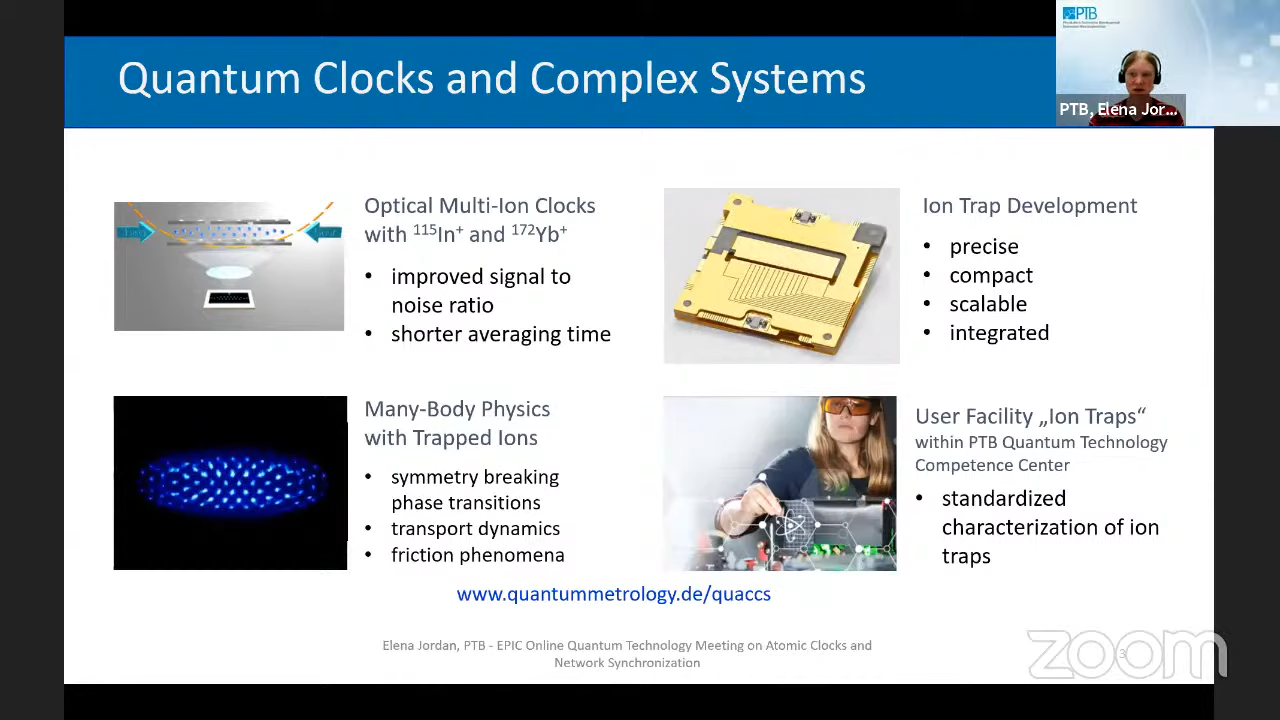 Quantum Clocks and Complex Systems
PTB
PTB, Elena Jor...
Optical Multi-Ion Clocks
with ¹¹⁵In⁺ and ¹⁷²Yb⁺
• improved signal to
noise ratio
• shorter averaging time
Ion Trap Development
• precise
• compact
• scalable
• integrated
Many-Body Physics
with Trapped Ions
• symmetry breaking
phase transitions
• transport dynamics
• friction phenomena
User Facility „Ion Traps“
within PTB Quantum Technology
Competence Center
• standardized
characterization of ion
traps
www.quantummetrology.de/quaccs
Elena Jordan, PTB - EPIC Online Quantum Technology Meeting on Atomic Clocks and
Network Synchronization
3
zoom